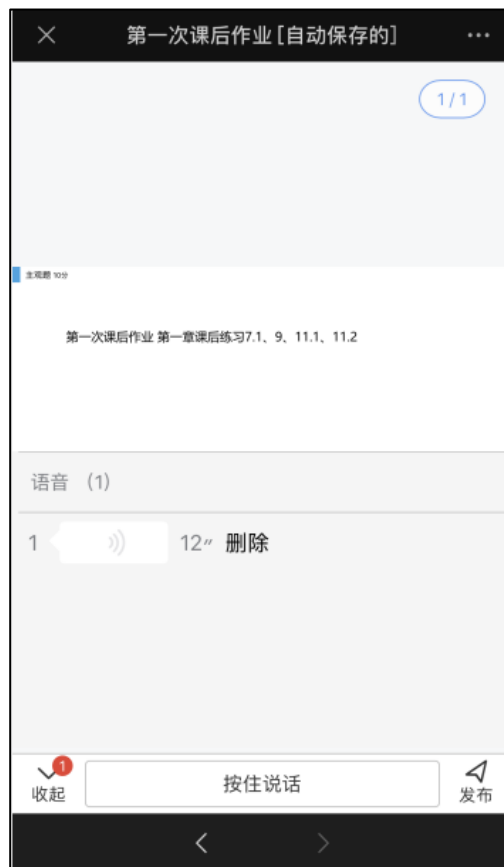 第一次课后作业[自动保存的]
1/1
主观题 10分
第一次课后作业 第一章课后练习7.1、9、11.1、11.2
语音 (1)
1 12″ 删除
1
收起 按住说话 发布